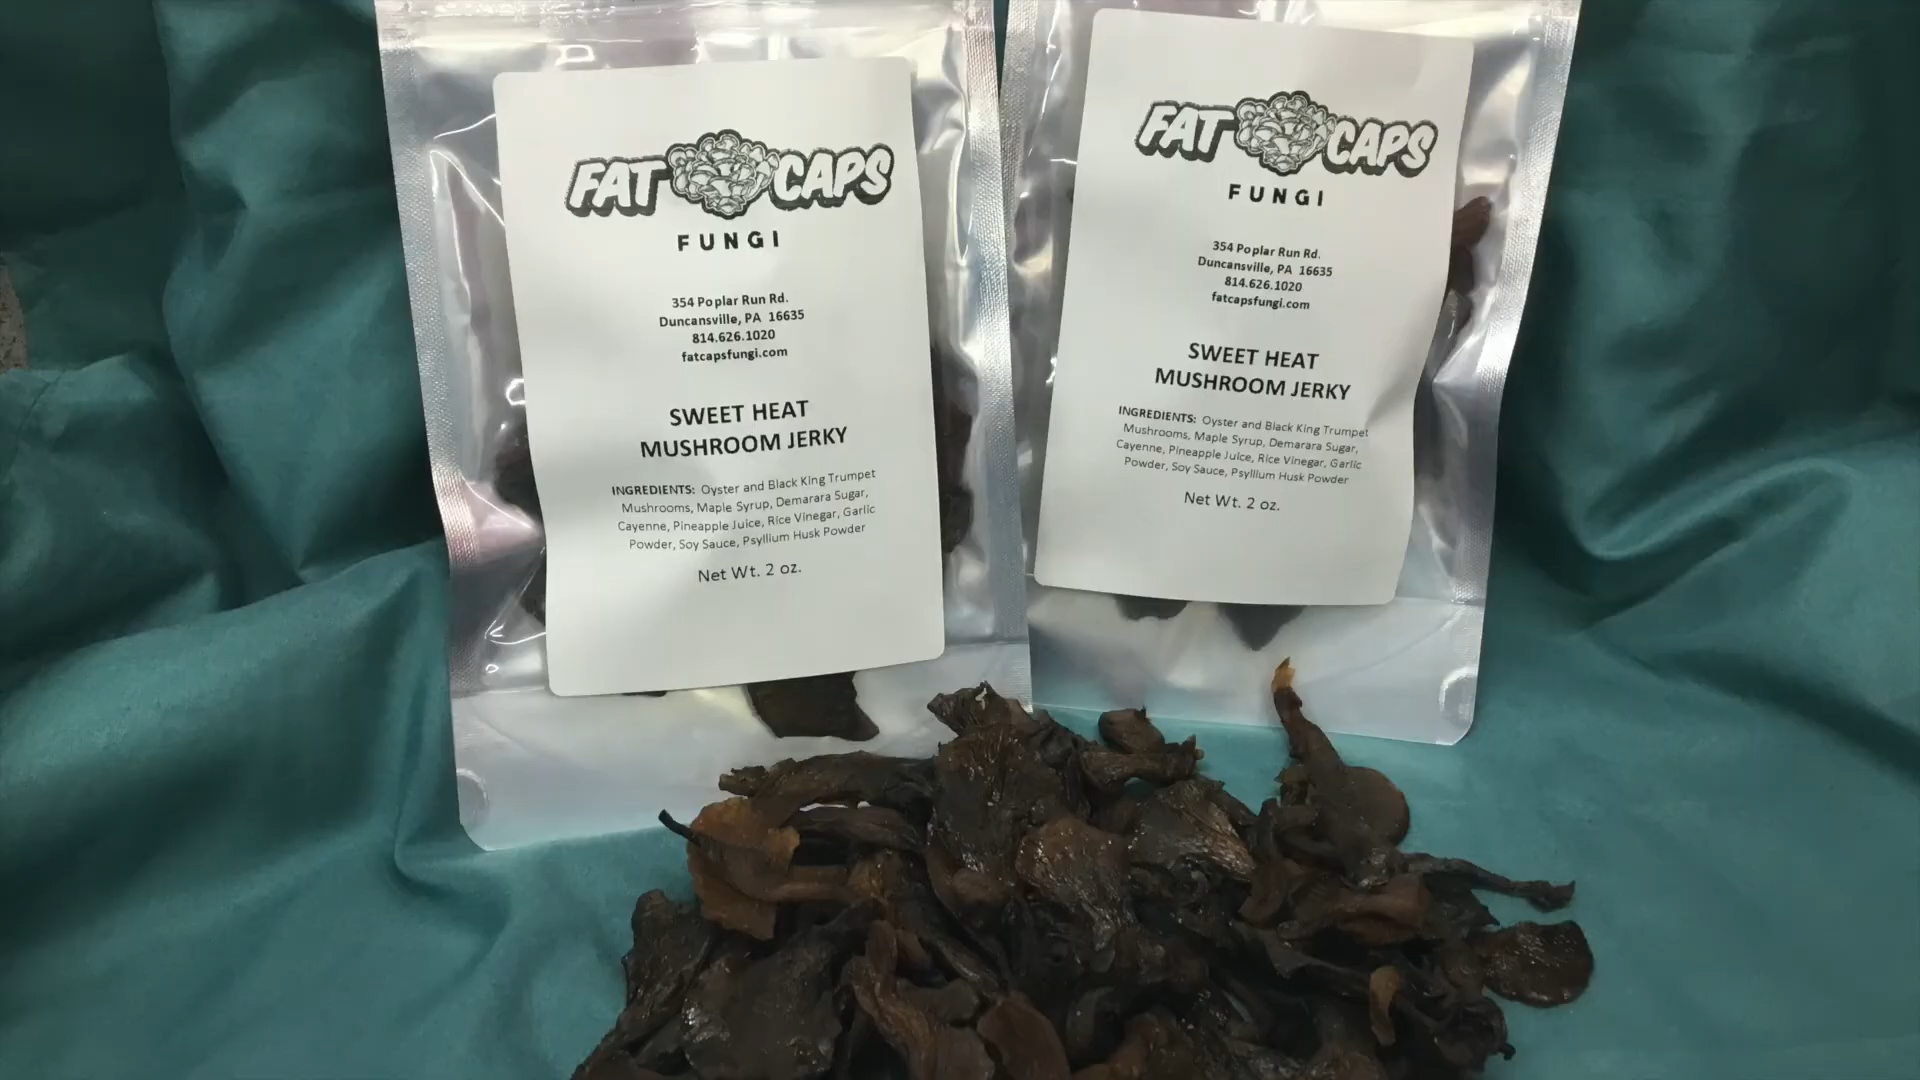 FAT CAPS
FUNGI
354 Poplar Run Rd.
Duncansville, PA 16635
814.626.1020
fatcapsfungi.com
SWEET HEAT
MUSHROOM JERKY
INGREDIENTS: Oyster and Black King Trumpet
Mushrooms, Maple Syrup, Demarara Sugar,
Cayenne, Pineapple Juice, Rice Vinegar, Garlic
Powder, Soy Sauce, Psyllium Husk Powder
Net Wt. 2 oz.
FAT CAPS
FUNGI
354 Poplar Run Rd.
Duncansville, PA 16635
814.626.1020
fatcapsfungi.com
SWEET HEAT
MUSHROOM JERKY
INGREDIENTS: Oyster and Black King Trumpet
Mushrooms, Maple Syrup, Demarara Sugar,
Cayenne, Pineapple Juice, Rice Vinegar, Garlic
Powder, Soy Sauce, Psyllium Husk Powder
Net Wt. 2 oz.